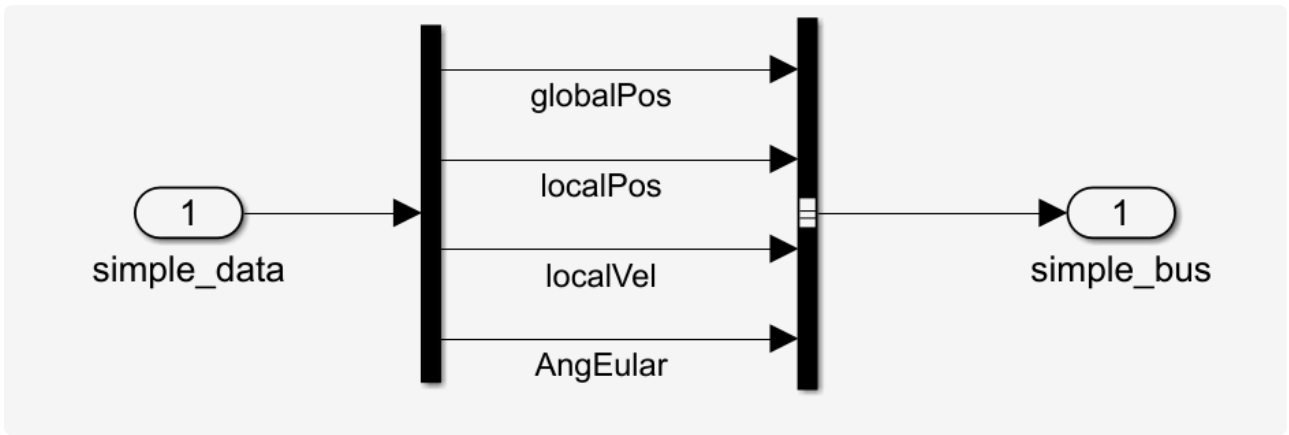 globalPos
localPos
1
1
simple_data
simple_bus
localVel
AngEular